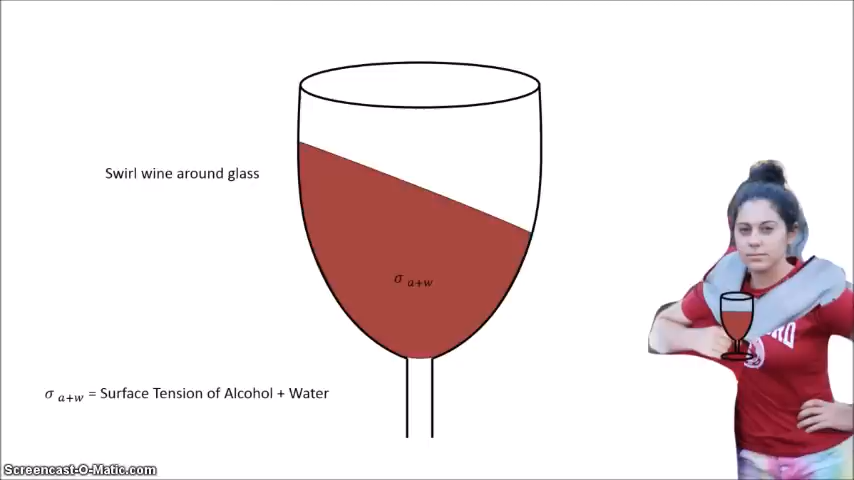 Swirl wine around glass
σ a+w
σ a+w = Surface Tension of Alcohol + Water
Screencast-O-Matic.com